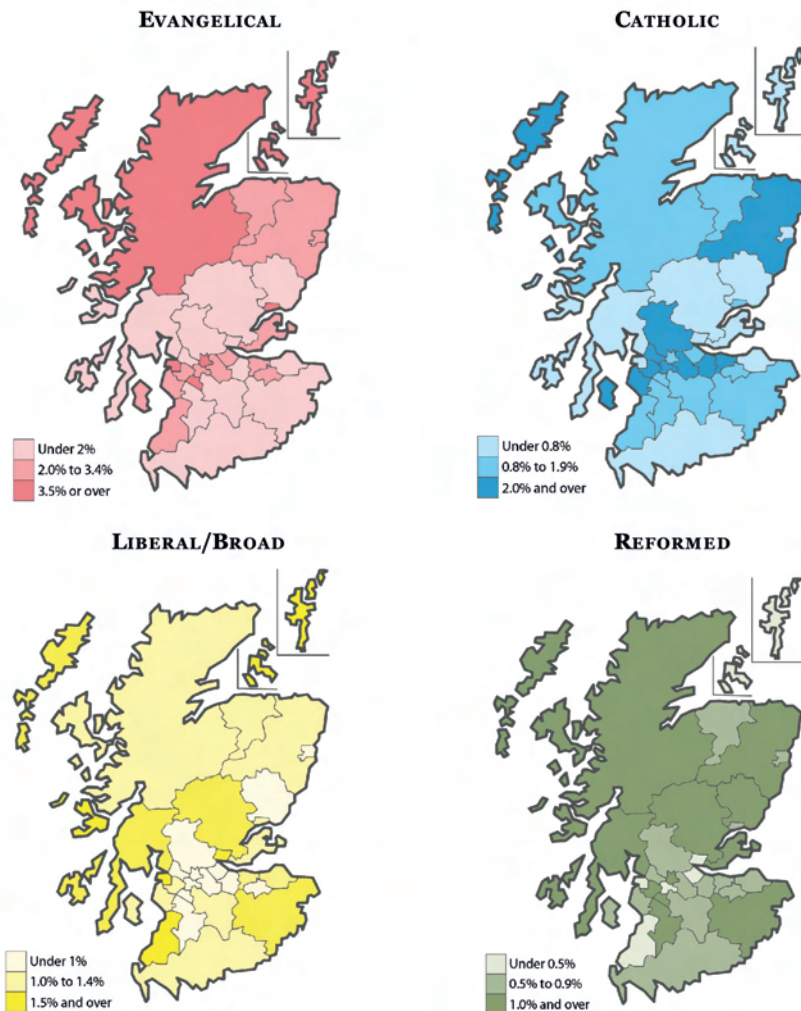 EVANGELICAL
CATHOLIC
Under 2%
2.0% to 3.4%
3.5% or over
Under 0.8%
0.8% to 1.9%
2.0% and over
LIBERAL/BROAD
REFORMED
Under 1%
1.0% to 1.4%
1.5% and over
Under 0.5%
0.5% to 0.9%
1.0% and over